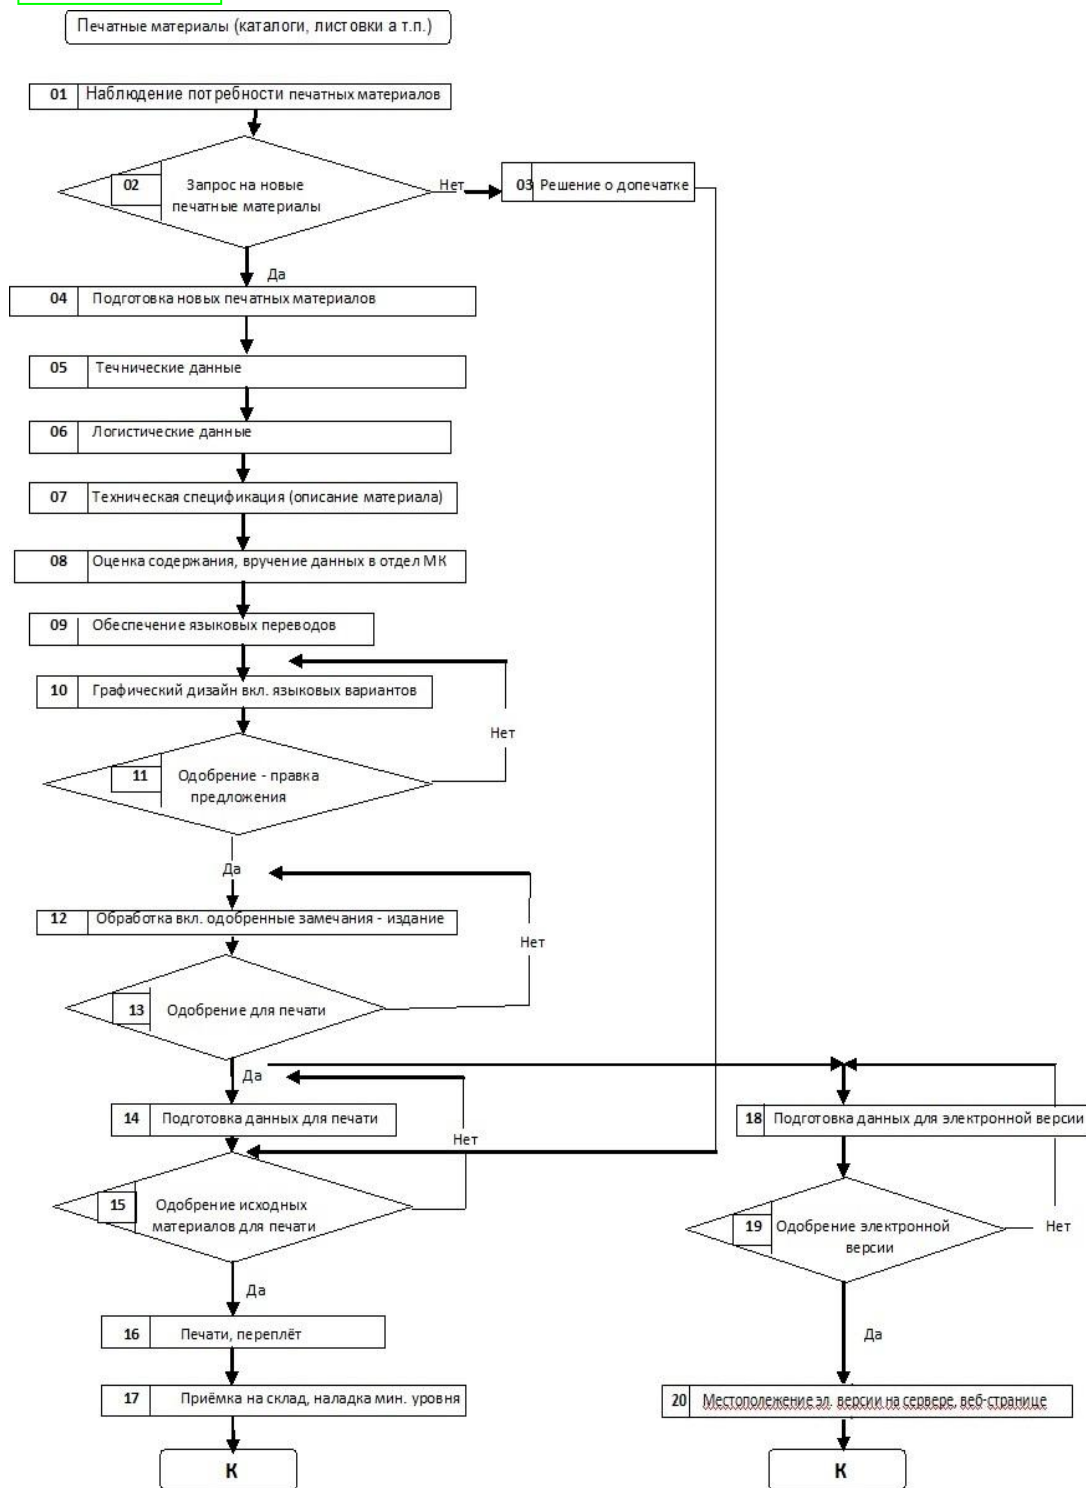 Печатные материалы (каталоги, листовки а т.п.)
01 Наблюдение потребности печатных материалов
02 Запрос на новые
печатные материалы
Нет
03 Решение о допечатке
Да
04 Подготовка новых печатных материалов
05 Течнические данные
06 Логистические данные
07 Техническая спецификация (описание материала)
08 Оценка содержания, вручение данных в отдел МК
09 Обеспечение языковых переводов
10 Графический дизайн вкл. языковых вариантов
Нет
11 Одобрение - правка
предложения
Да
12 Обработка вкл. одобренные замечания - издание
Нет
13 Одобрение для печати
Да
14 Подготовка данных для печати
Нет
15 Одобрение исходных
материалов для печати
Да
16 Печати, переплёт
17 Приёмка на склад, наладка мин. уровня
К
18 Подготовка данных для электронной версии
19 Одобрение электронной
версии
Нет
Да
20 Местополежение эл. версии на сервере, веб-странице
К